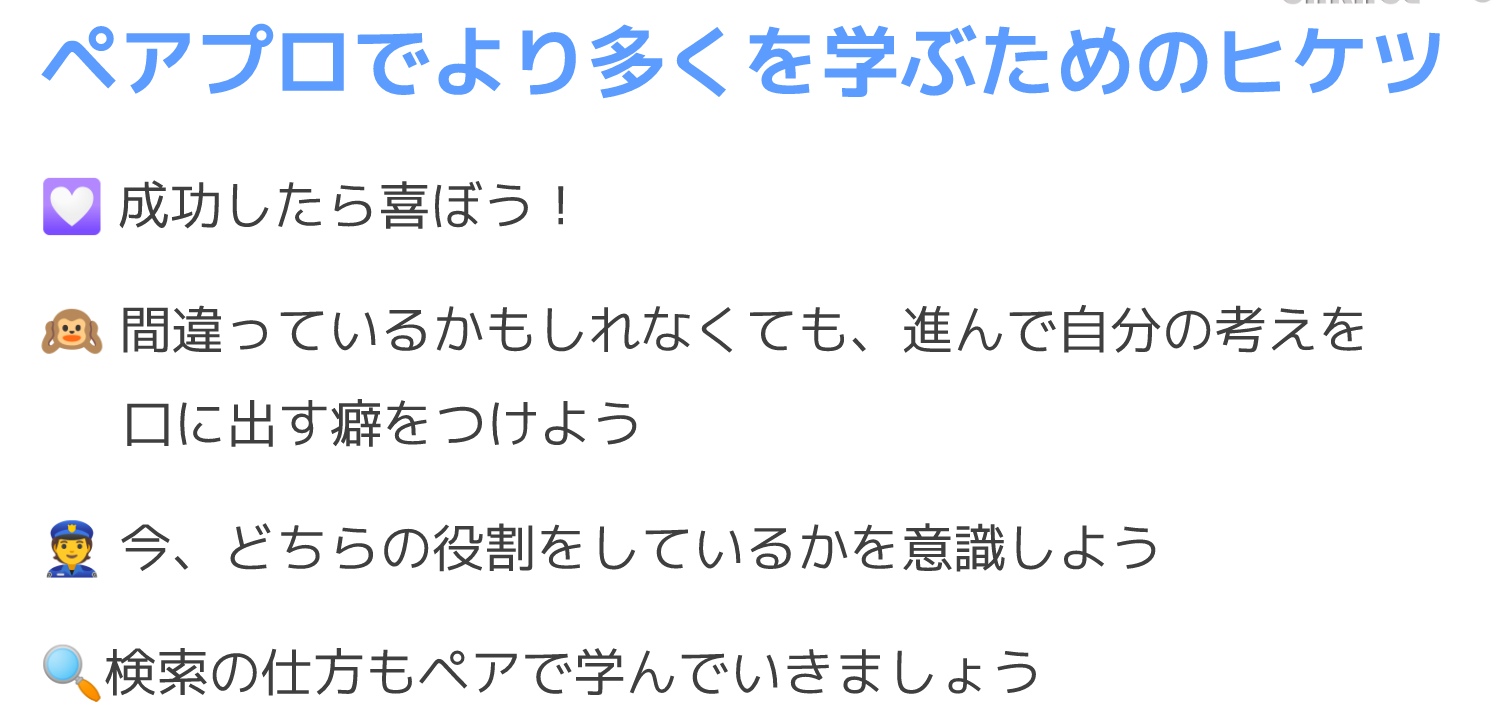 ペアプロでより多くを学ぶためのヒケツ
成功したら喜ぼう！
間違っているかもしれなくても、進んで自分の考えを
口に出す癖をつけよう
今、どちらの役割をしているかを意識しよう
検索の仕方もペアで学んでいきましょう